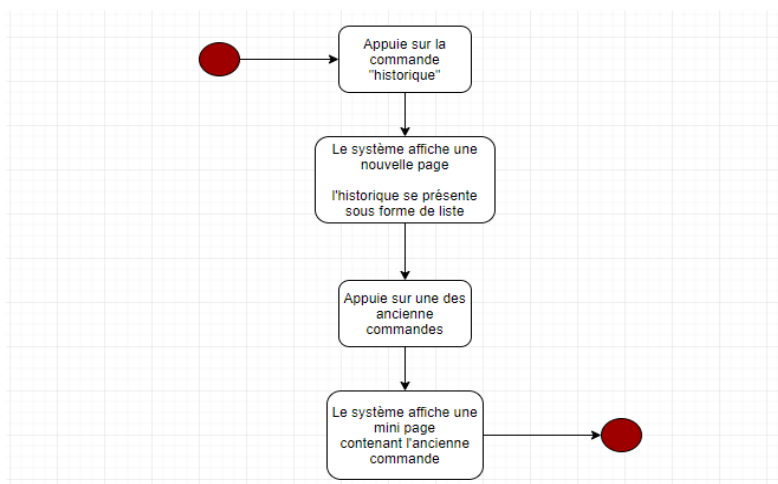 Appuie sur la
commande
"historique"
Le système affiche une
nouvelle page
l'historique se présente
sous forme de liste
Appuie sur une des
ancienne
commandes
Le système affiche une
mini page
contenant l'ancienne
commande